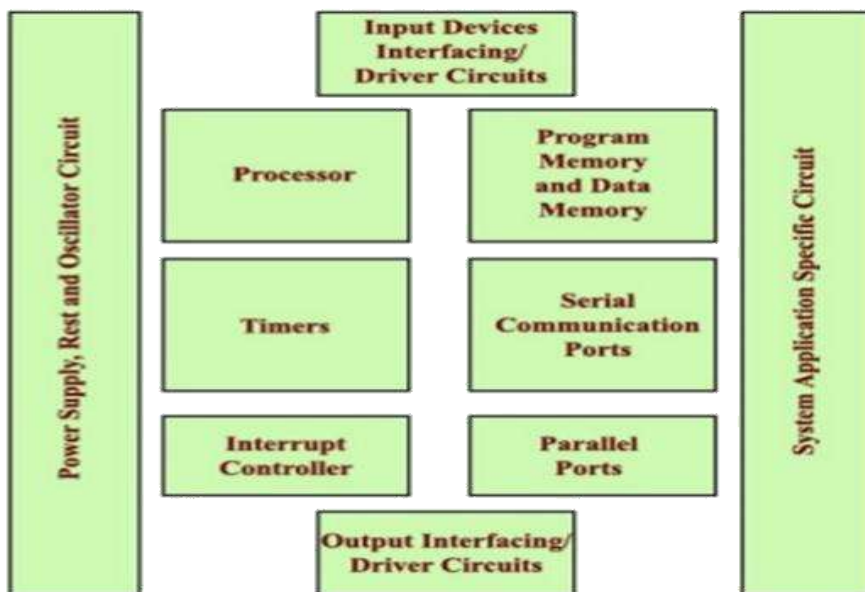 Input Devices
Interfacing/
Driver Circuits
Power Supply, Rest and Oscillator Circuit
Processor
Program
Memory
and Data
Memory
System Application Specific Circuit
Timers
Serial
Communication
Ports
Interrupt
Controller
Parallel
Ports
Output Interfacing/
Driver Circuits